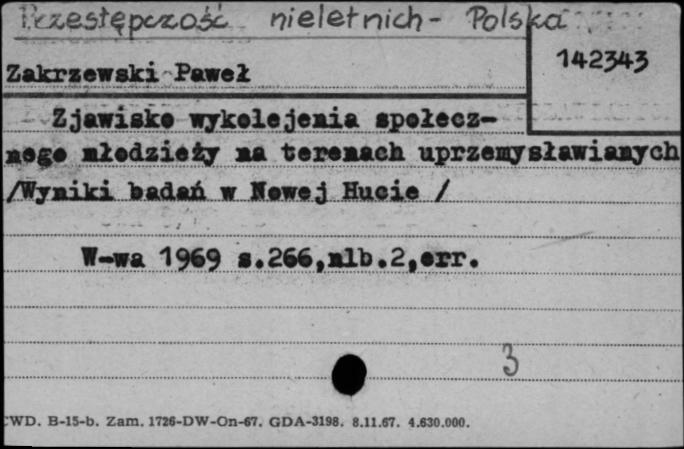 Przestępczość nieletnich - Polska
142343
Zakrzewski Paweł
Zjawisko wykolejenia społecz-
nego młodzieży na terenach uprzemysławianych
/Wyniki badań w Nowej Hucie /
W-wa 1969 s.266,nlb.2,err.
3
CWD. B-15-b. Zam. 1726-DW-On-67. GDA-3198. 8.11.67. 4.630.000.